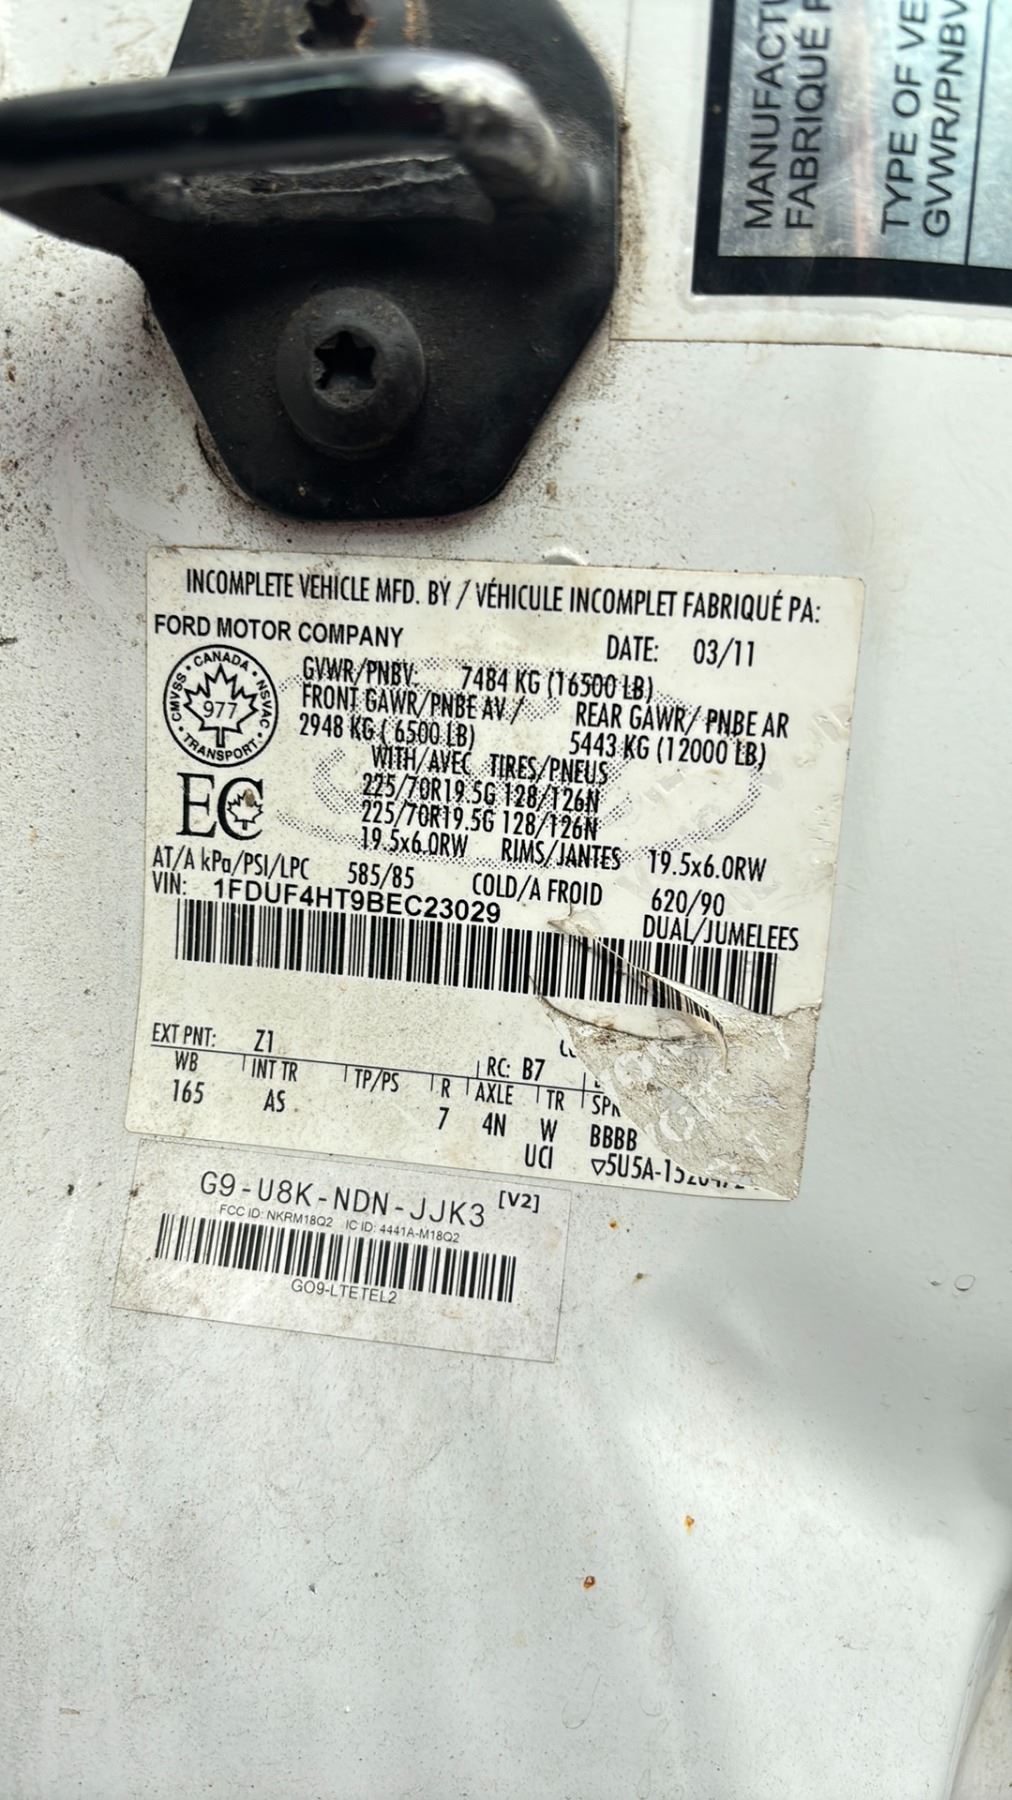 MANUFACTU
FABRIQUÉ P
TYPE OF VE
GVWR/PNBV
INCOMPLETE VEHICLE MFD. BY / VÉHICULE INCOMPLET FABRIQUÉ PA:
FORD MOTOR COMPANY
DATE: 03/11
CANADA
CMVSS • NSVAC
977
TRANSPORT
GVWR/PNBV: 7484 KG (16500 LB)
FRONT GAWR/PNBE AV / REAR GAWR/ PNBE AR
2948 KG ( 6500 LB) 5443 KG (12000 LB)
WITH/AVEC TIRES/PNEUS
EC
225/70R19.5G 128/126N
225/70R19.5G 128/126N
19.5x6.0RW RIMS/JANTES 19.5x6.0RW
AT/A kPa/PSI/LPC 585/85 COLD/A FROID 620/90
VIN: 1FDUF4HT9BEC23029 DUAL/JUMELEES
EXT PNT: Z1 RC: B7
WB INT TR TP/PS R AXLE TR SPR
165 AS 7 4N W BBBB
UCI ▽5U5A-1520472
G9-U8K-NDN-JJK3 [V2]
FCC ID: NKRM18Q2 IC ID: 4441A-M18Q2
GO9-LTETEL2